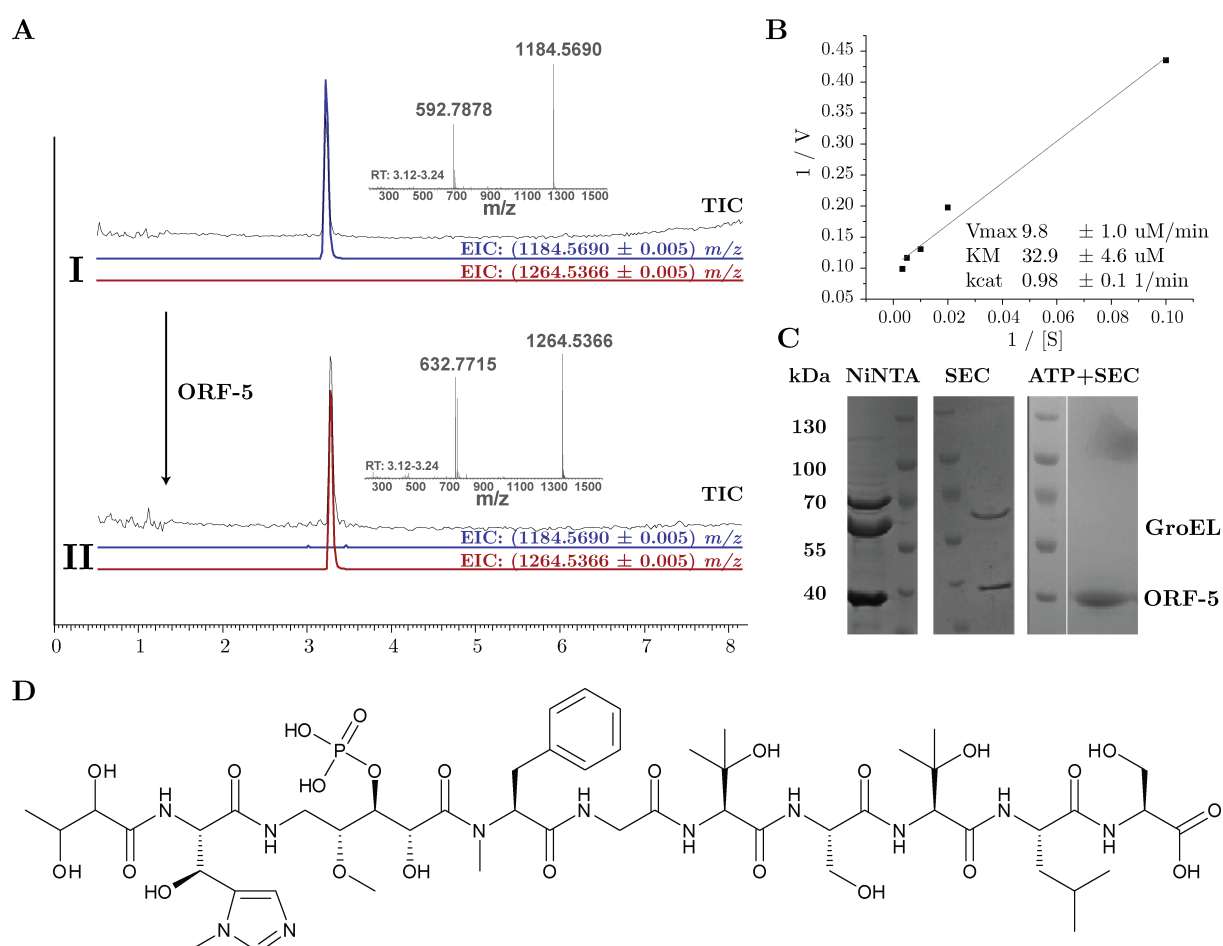 A
1184.5690
592.7878
RT: 3.12-3.24
300 500 700 900 1100 1300 1500
m/z
TIC
EIC: (1184.5690 ± 0.005) m/z
I
EIC: (1264.5366 ± 0.005) m/z
ORF-5
1264.5366
632.7715
RT: 3.12-3.24
300 500 700 900 1100 1300 1500
m/z
TIC
EIC: (1184.5690 ± 0.005) m/z
II
EIC: (1264.5366 ± 0.005) m/z
0 1 2 3 4 5 6 7 8
B
0.45
0.40
0.35
0.30
0.25
0.20
0.15
0.10
0.05
1 / V
Vmax 9.8 ± 1.0 uM/min
KM 32.9 ± 4.6 uM
kcat 0.98 ± 0.1 1/min
0.00 0.02 0.04 0.06 0.08 0.10
1 / [S]
C
kDa NiNTA SEC ATP+SEC
130
100
70
GroEL
55
40
ORF-5
D
O
HO
P
HO
OH OH
HO
OH O
O
O
O
O
H
N
H
N
H
N
H
N
H
N
O
O
N
H
N
N
H
N
H
N
H
O
O
O
O
O
OH
OH
O
OH
HO
OH
N
N